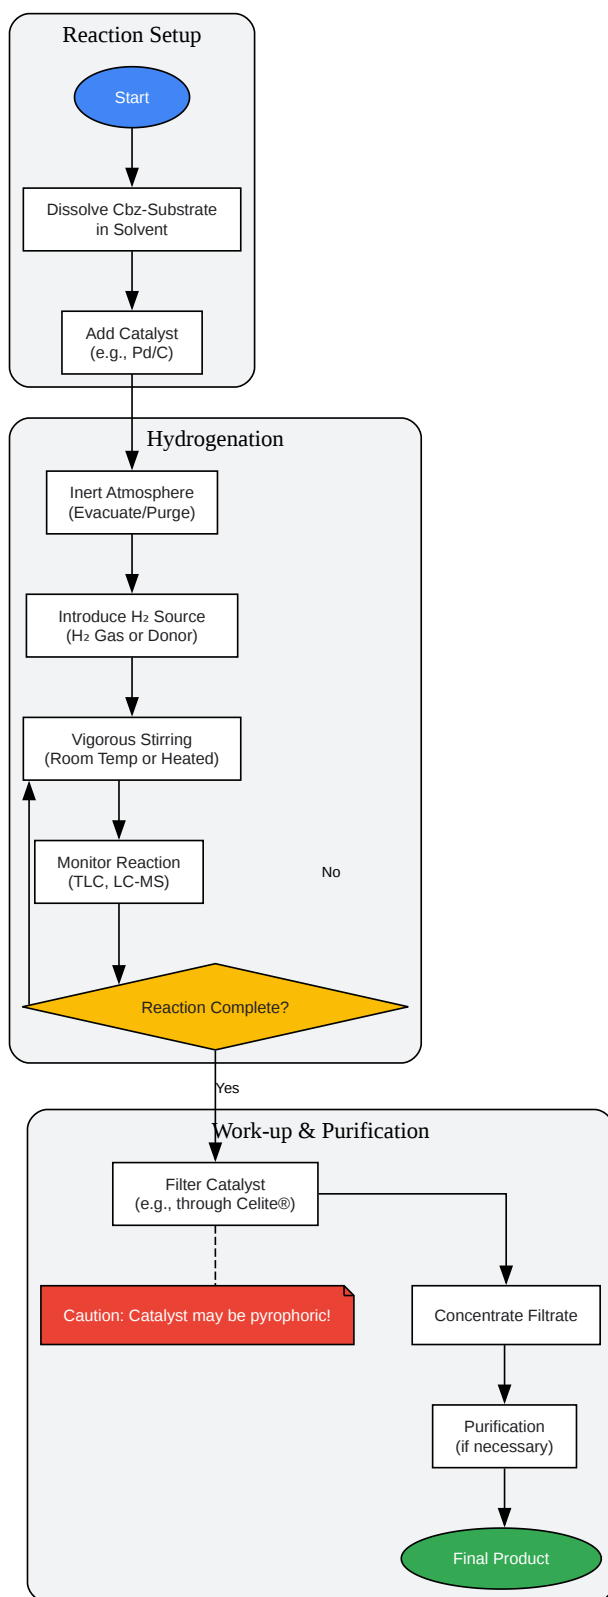 Reaction Setup
Start
Dissolve Cbz-Substrate
in Solvent
Add Catalyst
(e.g., Pd/C)
Hydrogenation
Inert Atmosphere
(Evacuate/Purge)
Introduce H₂ Source
(H₂ Gas or Donor)
Vigorous Stirring
(Room Temp or Heated)
Monitor Reaction
(TLC, LC-MS)
No
Reaction Complete?
Yes
Work-up & Purification
Filter Catalyst
(e.g., through Celite®)
Caution: Catalyst may be pyrophoric!
Concentrate Filtrate
Purification
(if necessary)
Final Product